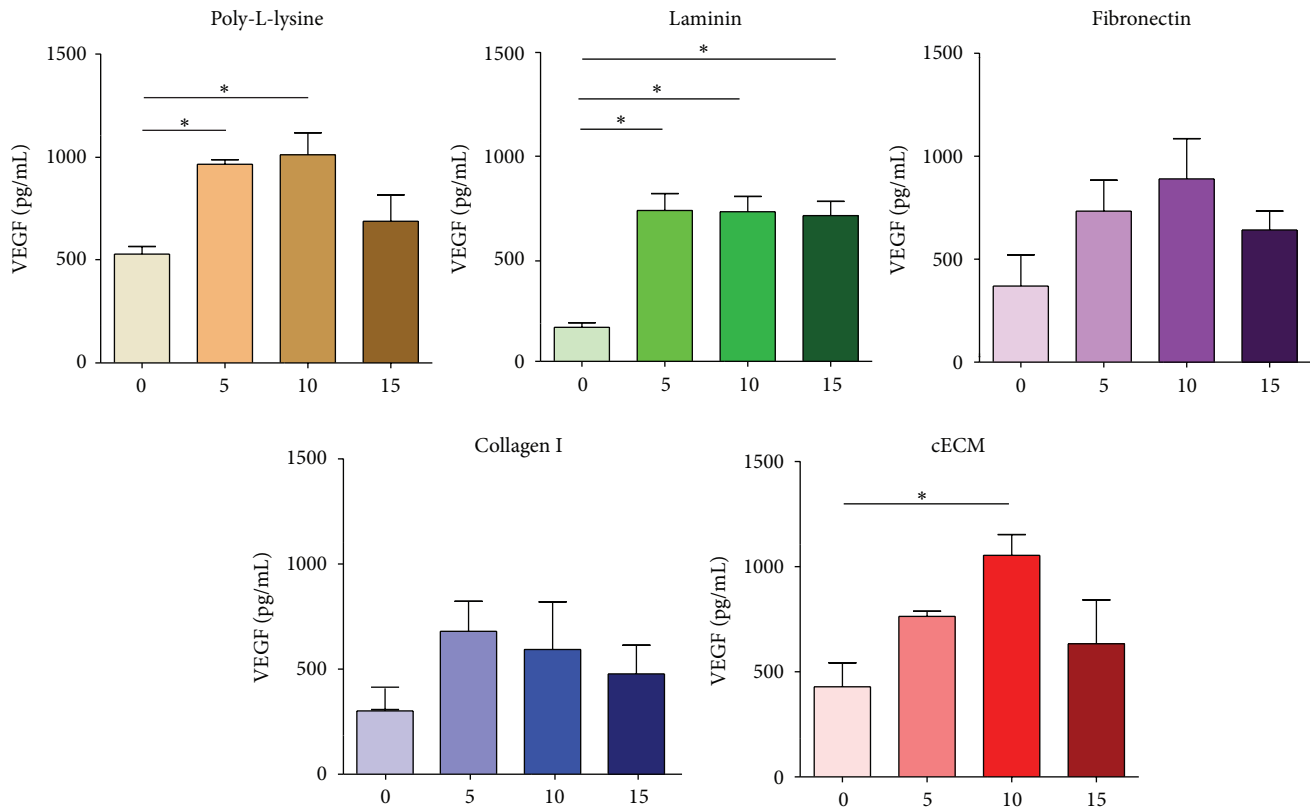 Poly-L-lysine
1500
1000
500
0
VEGF (pg/mL)
*
*
0 5 10 15
Laminin
1500
1000
500
0
VEGF (pg/mL)
*
*
*
0 5 10 15
Fibronectin
1500
1000
500
0
VEGF (pg/mL)
0 5 10 15
Collagen I
1500
1000
500
0
VEGF (pg/mL)
0 5 10 15
cECM
1500
1000
500
0
VEGF (pg/mL)
*
0 5 10 15